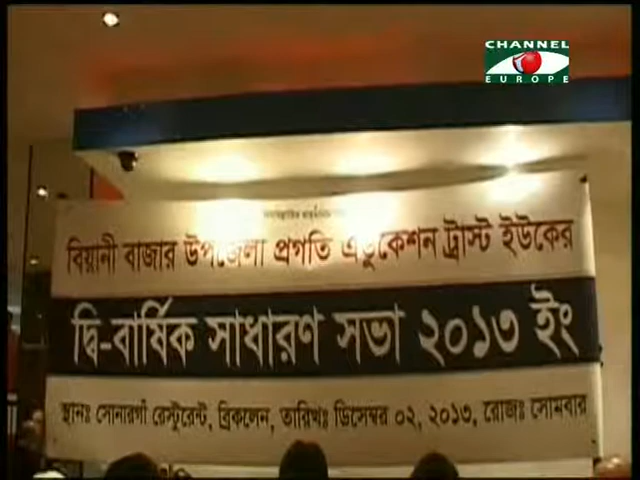 CHANNEL
EUROPE
বিয়ানী বাজার উপজেলা প্রগতি এডুকেশন ট্রাস্ট ইউকের
দ্বি-বার্ষিক সাধারণ সভা ২০১৩ ইং
স্থানঃ সোনারগাঁ রেস্টুরেন্ট, ব্রিকলেন, তারিখঃ ডিসেম্বর ০২, ২০১৩, রোজঃ সোমবার